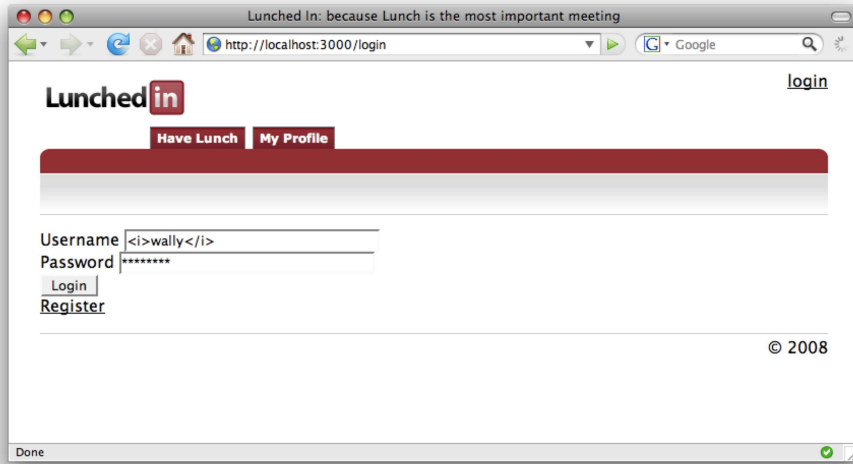 Lunched In: because Lunch is the most important meeting
http://localhost:3000/login
G Google
login
Lunched in
Have Lunch My Profile
Username <i>wally</i>
Password ********
Login
Register
© 2008
Done